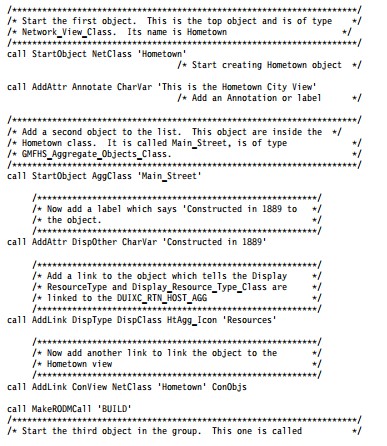 /***************************************************************/
/* Start the first object.  This is the top object and is of type    */
/* Network_View_Class.  Its name is Hometown                       */
/***************************************************************/
call StartObject NetClass 'Hometown'
/* Start creating Hometown object  */
call AddAttr Annotate CharVar 'This is the Hometown City View'
/* Add an Annotation or label      */
/***************************************************************/
/* Add a second object to the list.  This object are inside the  */
/* Hometown class.  It is called Main_Street, is of type           */
/* GMFHS_Aggregate_Objects_Class.                                  */
/***************************************************************/
call StartObject AggClass 'Main_Street'
/*************************************************/
/* Now add a label which says 'Constructed in 1889 to  */
/* the object.                                     */
/*************************************************/
call AddAttr DispOther CharVar 'Constructed in 1889'
/*************************************************/
/* Add a link to the object which tells the Display    */
/* ResourceType and Display_Resource_Type_Class are    */
/* linked to the DUIXC_RTN_HOST_AGG                */
/*************************************************/
call AddLink DispType DispClass HtAgg_Icon 'Resources'
/*************************************************/
/* Now add another link to link the object to the      */
/* Hometown view                                   */
/*************************************************/
call AddLink ConView NetClass 'Hometown' ConObjs
call MakeRODMCall 'BUILD'
/***************************************************************/
/* Start the third object in the group.  This one is called        */